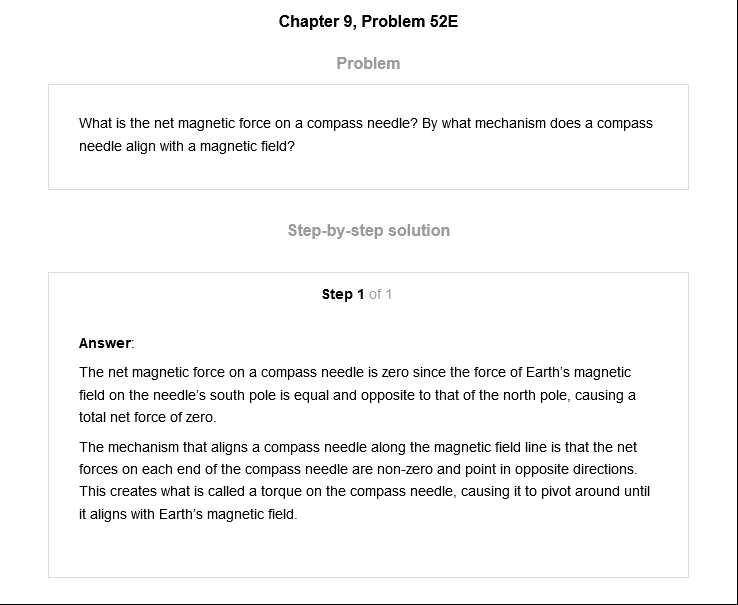 Chapter 9, Problem 52E
Problem
What is the net magnetic force on a compass needle? By what mechanism does a compass
needle align with a magnetic field?
Step-by-step solution
Step 1 of 1
Answer:
The net magnetic force on a compass needle is zero since the force of Earth's magnetic
field on the needle's south pole is equal and opposite to that of the north pole, causing a
total net force of zero.
The mechanism that aligns a compass needle along the magnetic field line is that the net
forces on each end of the compass needle are non-zero and point in opposite directions.
This creates what is called a torque on the compass needle, causing it to pivot around until
it aligns with Earth's magnetic field.